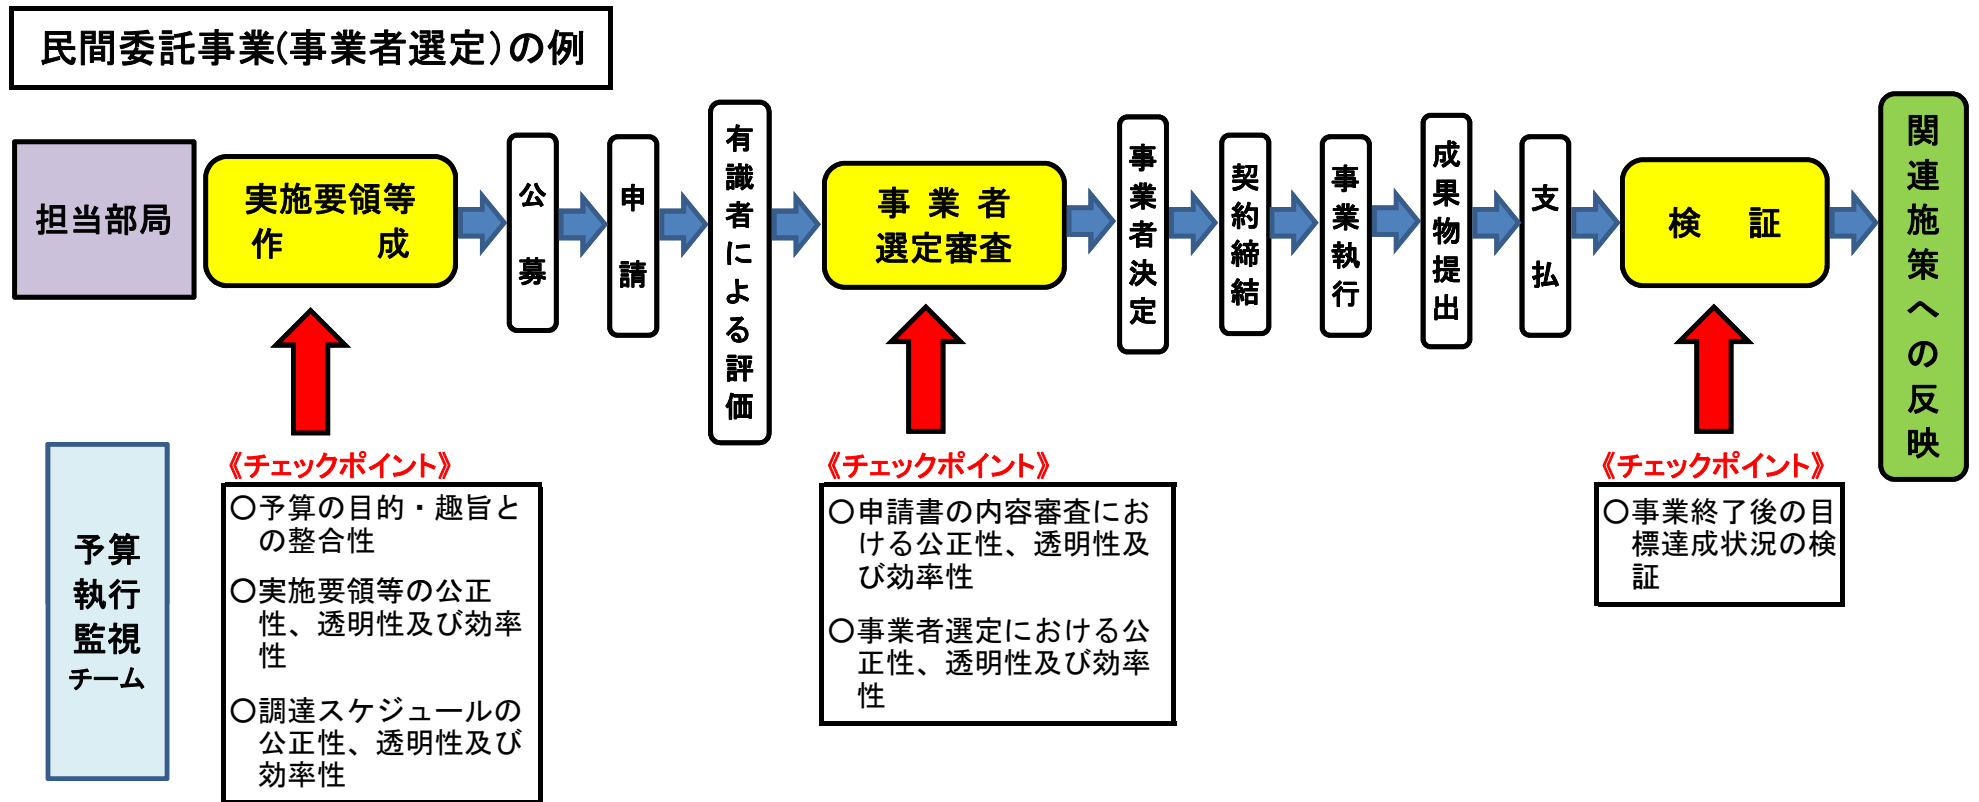 民間委託事業(事業者選定)の例
担当部局
実施要領等
作　　成
公募
申請
有識者による評価
事 業 者
選定審査
事業者決定
契約締結
事業執行
成果物提出
支払
検　証
関連施策への反映
予算
執行
監視
チーム
《チェックポイント》
〇予算の目的・趣旨と
の整合性
〇実施要領等の公正
性、透明性及び効率
性
〇調達スケジュールの
公正性、透明性及び
効率性
《チェックポイント》
〇申請書の内容審査にお
ける公正性、透明性及
び効率性
〇事業者選定における公
正性、透明性及び効率
性
《チェックポイント》
〇事業終了後の目
標達成状況の検
証